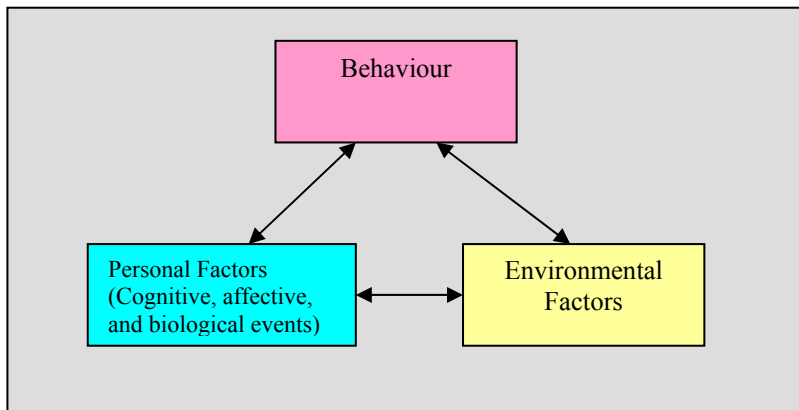 Behaviour
Personal Factors
(Cognitive, affective,
and biological events)
Environmental
Factors